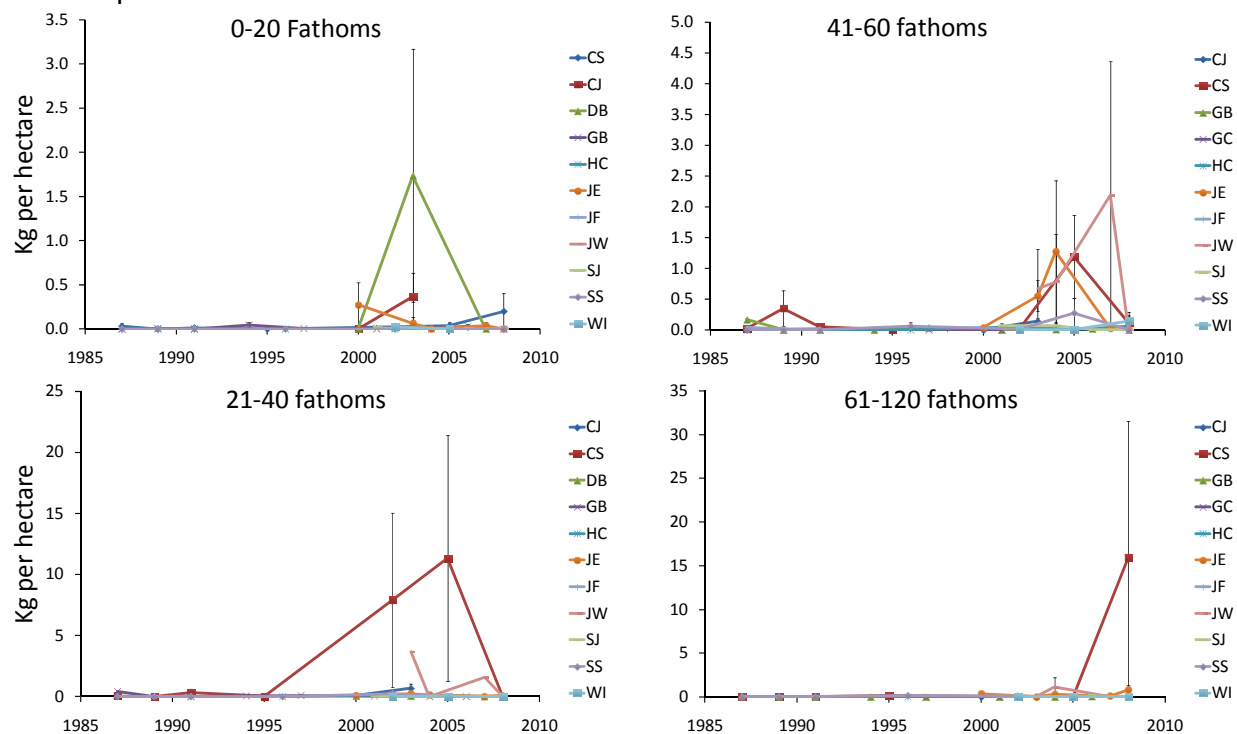 0-20 Fathoms
Kg per hectare
3.5
3.0
2.5
2.0
1.5
1.0
0.5
0.0
1985 1990 1995 2000 2005 2010
CS
CJ
DB
GB
HC
JE
JF
JW
SJ
SS
WI
41-60 fathoms
5.0
4.5
4.0
3.5
3.0
2.5
2.0
1.5
1.0
0.5
0.0
1985 1990 1995 2000 2005 2010
CJ
CS
GB
GC
HC
JE
JF
JW
SJ
SS
WI
21-40 fathoms
Kg per hectare
25
20
15
10
5
0
1985 1990 1995 2000 2005 2010
CJ
CS
DB
GB
HC
JE
JF
JW
SJ
SS
WI
61-120 fathoms
35
30
25
20
15
10
5
0
1985 1990 1995 2000 2005 2010
CJ
CS
GB
GC
HC
JE
JF
JW
SJ
SS
WI